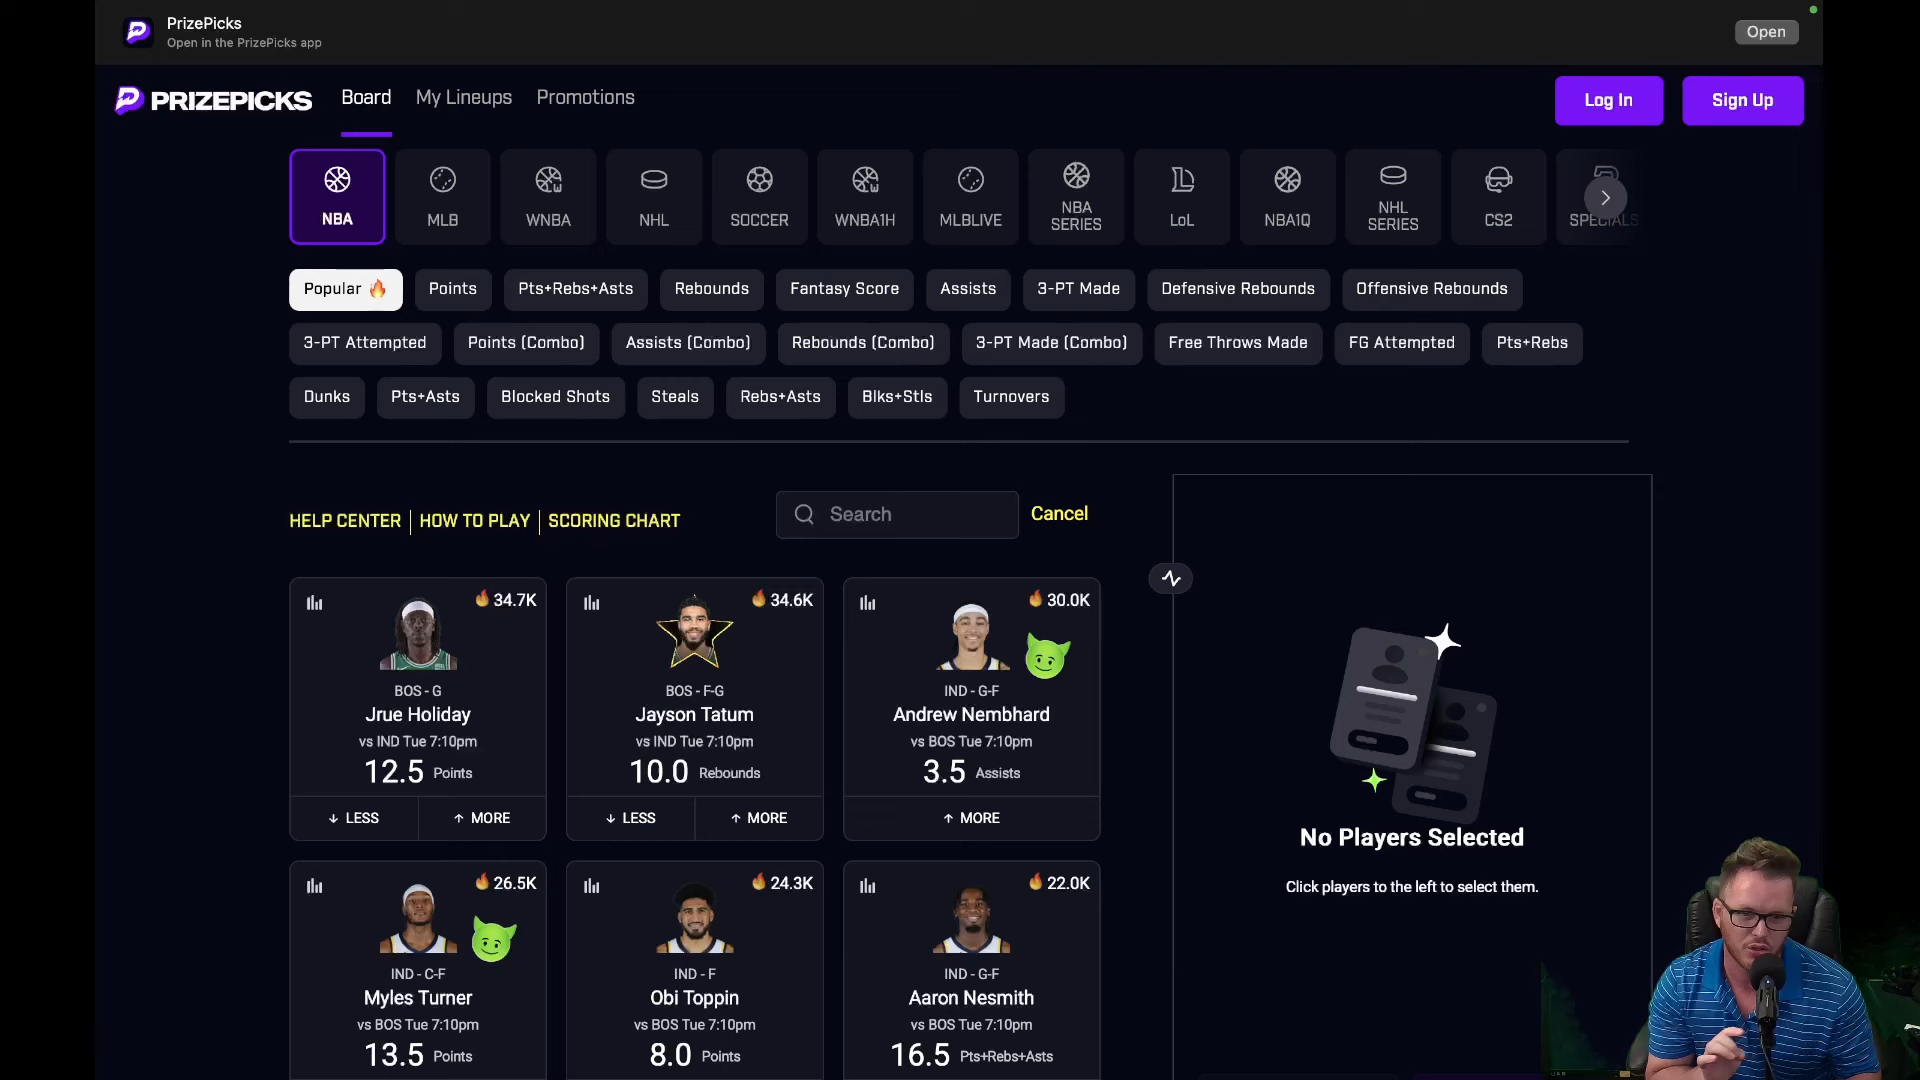 PrizePicks
Open in the PrizePicks app
Open
PRIZEPICKS
Board My Lineups Promotions
Log In Sign Up
NBA MLB WNBA NHL SOCCER WNBA1H MLBLIVE NBA SERIES LoL NBA1Q NHL SERIES CS2 SPECIALS
Popular 🔥 Points Pts+Rebs+Asts Rebounds Fantasy Score Assists 3-PT Made Defensive Rebounds Offensive Rebounds
3-PT Attempted Points (Combo) Assists (Combo) Rebounds (Combo) 3-PT Made (Combo) Free Throws Made FG Attempted Pts+Rebs
Dunks Pts+Asts Blocked Shots Steals Rebs+Asts Blks+Stls Turnovers
HELP CENTER HOW TO PLAY SCORING CHART
Search
Cancel
34.7K
BOS - G
Jrue Holiday
vs IND Tue 7:10pm
12.5 Points
↓ LESS ↑ MORE
34.6K
BOS - F-G
Jayson Tatum
vs IND Tue 7:10pm
10.0 Rebounds
↓ LESS ↑ MORE
30.0K
IND - G-F
Andrew Nembhard
vs BOS Tue 7:10pm
3.5 Assists
↑ MORE
26.5K
IND - C-F
Myles Turner
vs BOS Tue 7:10pm
13.5 Points
24.3K
IND - F
Obi Toppin
vs BOS Tue 7:10pm
8.0 Points
22.0K
IND - G-F
Aaron Nesmith
vs BOS Tue 7:10pm
16.5 Pts+Rebs+Asts
No Players Selected
Click players to the left to select them.